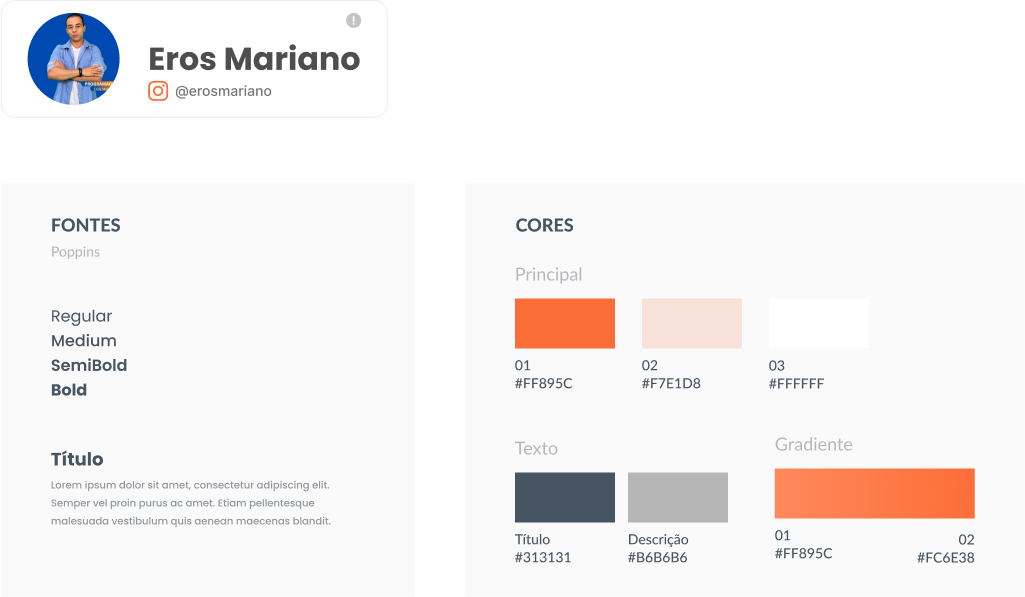 Eros Mariano
@erosmariano
FONTES
Poppins
Regular
Medium
SemiBold
Bold
Título
Lorem ipsum dolor sit amet, consectetur adipiscing elit.
Semper vel proin purus ac amet. Etiam pellentesque
malesuada vestibulum quis aenean maecenas blandit.
CORES
Principal
01
#FF895C
02
#F7E1D8
03
#FFFFFF
Texto
Título
#313131
Descrição
#B6B6B6
Gradiente
01
#FF895C
02
#FC6E38